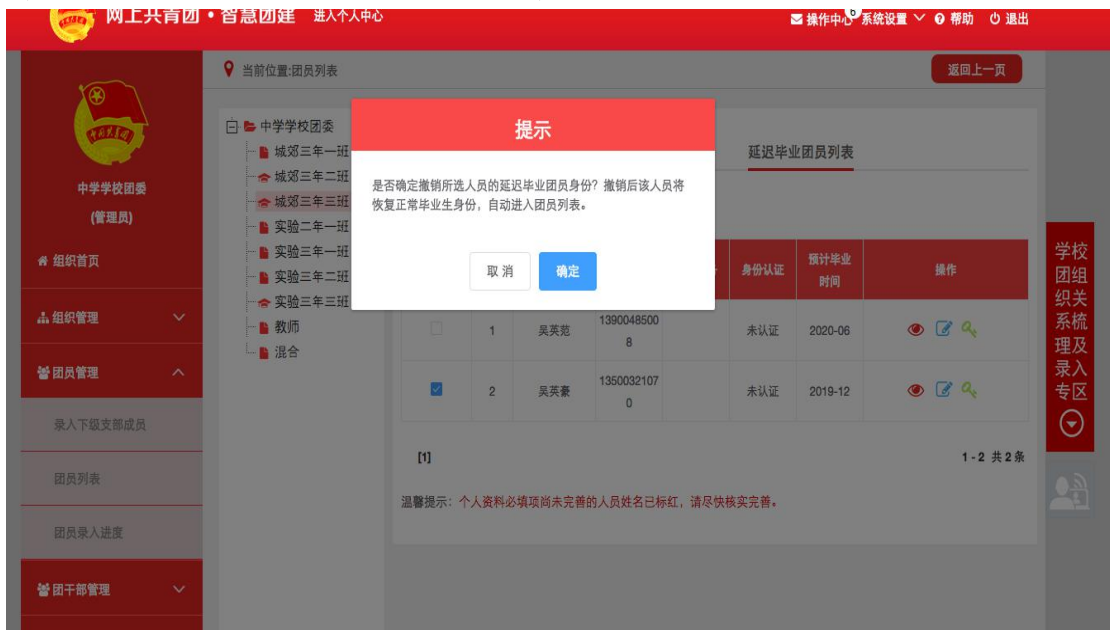 网上共青团·智慧团建 进入个人中心
操作中心 6 系统设置 帮助 退出
当前位置:团员列表
返回上一页
中学学校团委
(管理员)
组织首页
组织管理
团员管理
录入下级支部成员
团员列表
团员录入进度
团干部管理
中学学校团委
城郊三年一班
城郊三年二班
城郊三年三班
实验二年一班
实验三年一班
实验三年二班
实验三年三班
教师
混合
提示
是否确定撤销所选人员的延迟毕业团员身份？撤销后该人员将
恢复正常毕业生身份，自动进入团员列表。
取 消 确定
延迟毕业团员列表
身份认证 预计毕业时间 操作
1 吴英范 13900485008 未认证 2020-06
2 吴英豪 13500321070 未认证 2019-12
[1]
1 - 2 共 2 条
温馨提示：个人资料必填项尚未完善的人员姓名已标红，请尽快核实完善。
学校
团组
织关
系梳
理及
录入
专区